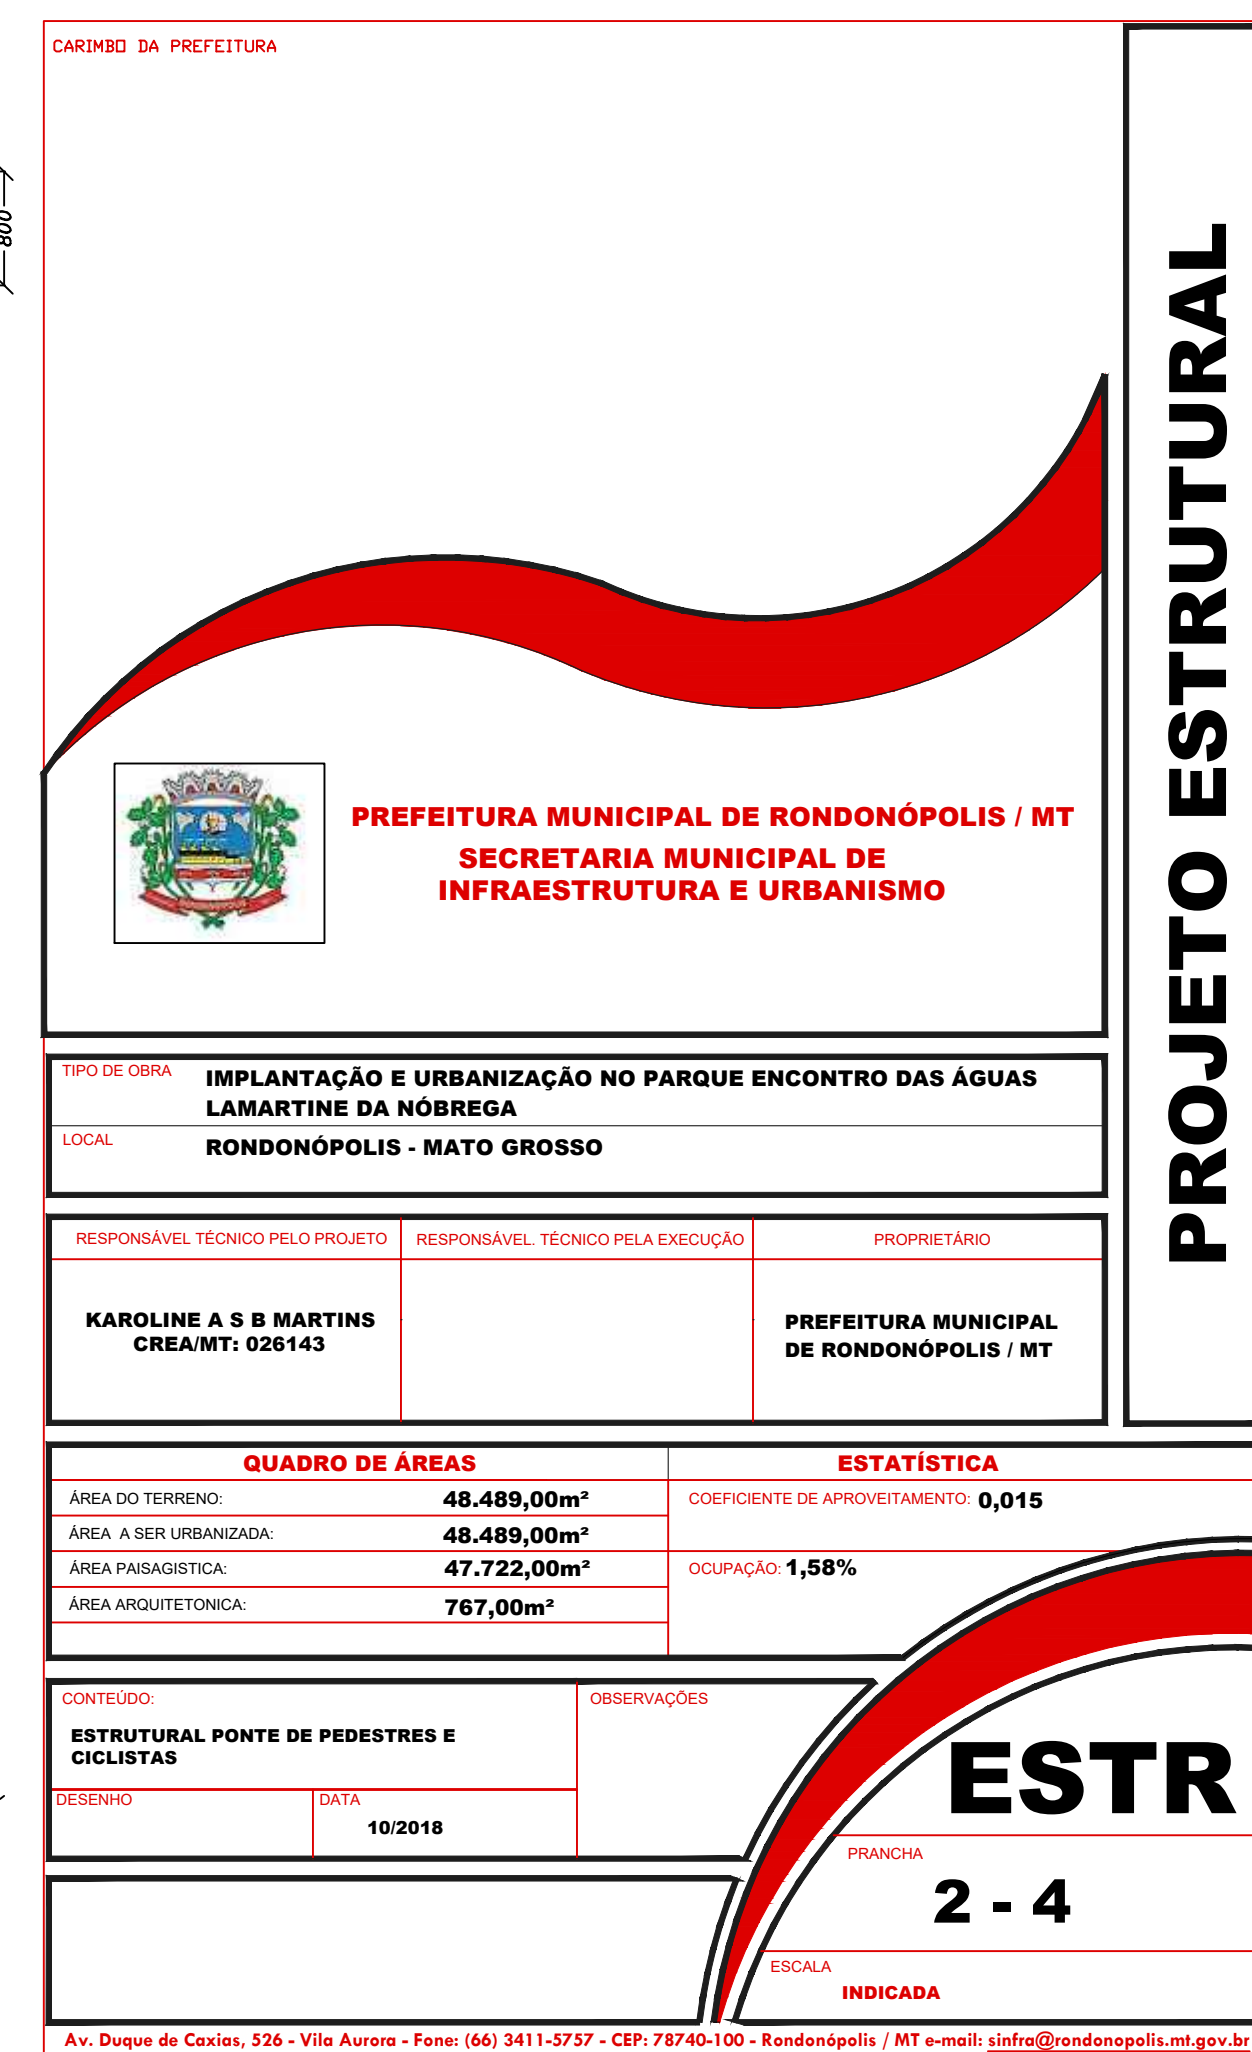 CARIMBO DA PREFEITURA
800
PROJETO ESTRUTURAL
PREFEITURA MUNICIPAL DE RONDONÓPOLIS / MT
SECRETARIA MUNICIPAL DE
INFRAESTRUTURA E URBANISMO
TIPO DE OBRA
IMPLANTAÇÃO E URBANIZAÇÃO NO PARQUE ENCONTRO DAS ÁGUAS
LAMARTINE DA NÓBREGA
LOCAL
RONDONÓPOLIS - MATO GROSSO
RESPONSÁVEL TÉCNICO PELO PROJETO
KAROLINE A S B MARTINS
CREA/MT: 026143
RESPONSÁVEL. TÉCNICO PELA EXECUÇÃO
PROPRIETÁRIO
PREFEITURA MUNICIPAL
DE RONDONÓPOLIS / MT
QUADRO DE ÁREAS
ÁREA DO TERRENO: 48.489,00m²
ÁREA A SER URBANIZADA: 48.489,00m²
ÁREA PAISAGISTICA: 47.722,00m²
ÁREA ARQUITETONICA: 767,00m²
ESTATÍSTICA
COEFICIENTE DE APROVEITAMENTO: 0,015
OCUPAÇÃO: 1,58%
CONTEÚDO:
ESTRUTURAL PONTE DE PEDESTRES E
CICLISTAS
OBSERVAÇÕES
DESENHO
DATA
10/2018
ESTR
PRANCHA
2 - 4
ESCALA
INDICADA
Av. Duque de Caxias, 526 - Vila Aurora - Fone: (66) 3411-5757 - CEP: 78740-100 - Rondonópolis / MT e-mail: sinfra@rondonopolis.mt.gov.br